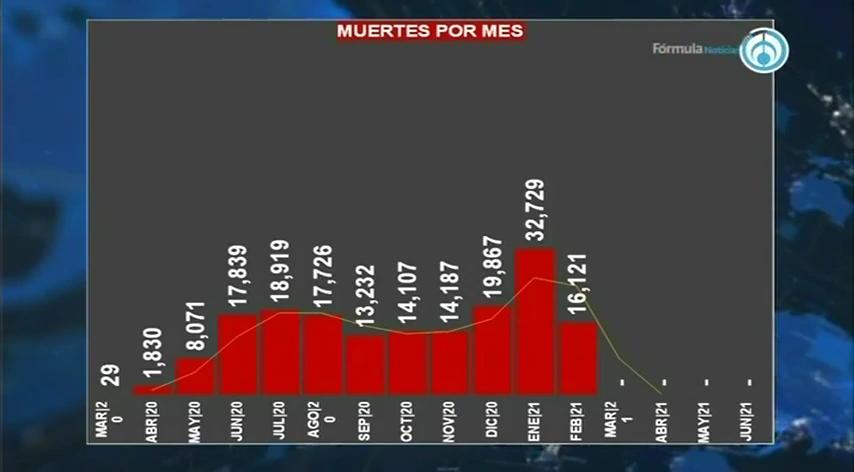 MUERTES POR MES
Fórmula Noticias
29
1,830
8,071
17,839
18,919
17,726
13,232
14,107
14,187
19,867
32,729
16,121
-
-
-
-
MAR|2
0
ABR|20
MAY|20
JUN|20
JUL|20
AGO|2
0
SEP|20
OCT|20
NOV|20
DIC|20
ENE|21
FEB|21
MAR|2
1
ABR|21
MAY|21
JUN|21